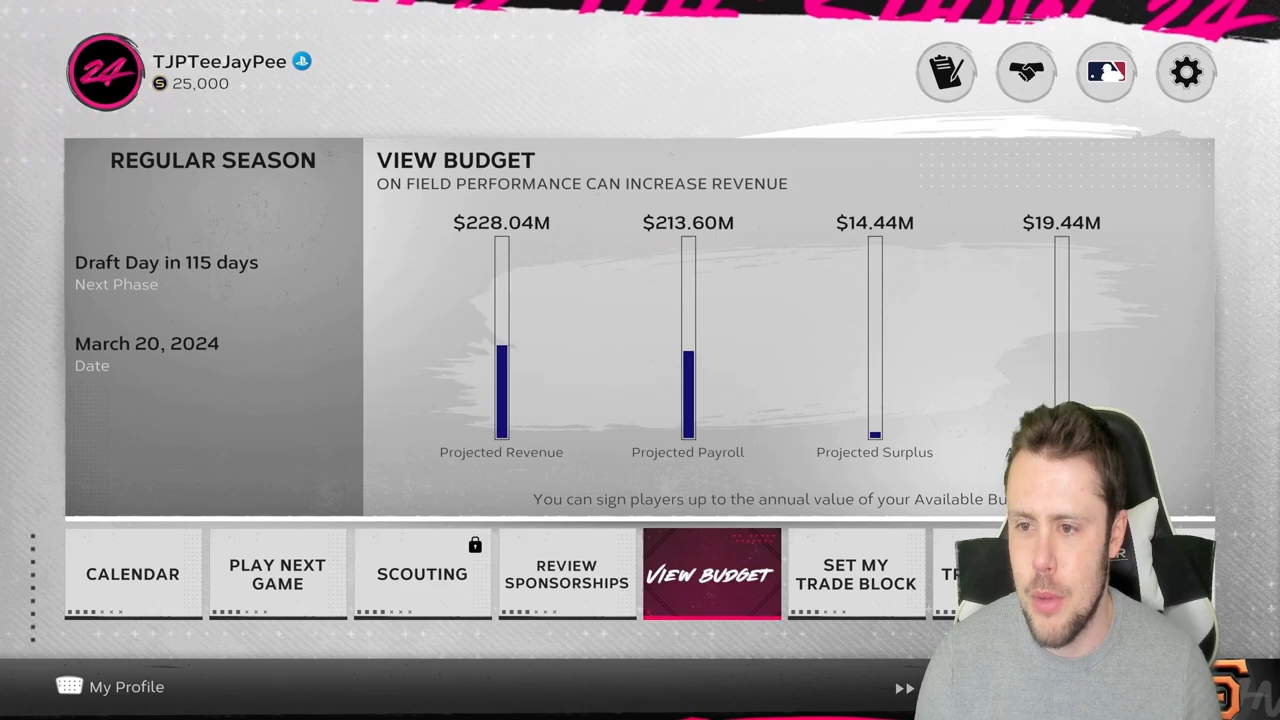 TJPTeeJayPee
S 25,000
24
REGULAR SEASON
Draft Day in 115 days
Next Phase
March 20, 2024
Date
VIEW BUDGET
ON FIELD PERFORMANCE CAN INCREASE REVENUE
$228.04M
$213.60M
$14.44M
$19.44M
Projected Revenue
Projected Payroll
Projected Surplus
You can sign players up to the annual value of your Available Bu
CALENDAR
PLAY NEXT
GAME
SCOUTING
REVIEW
SPONSORSHIPS
VIEW BUDGET
SET MY
TRADE BLOCK
My Profile